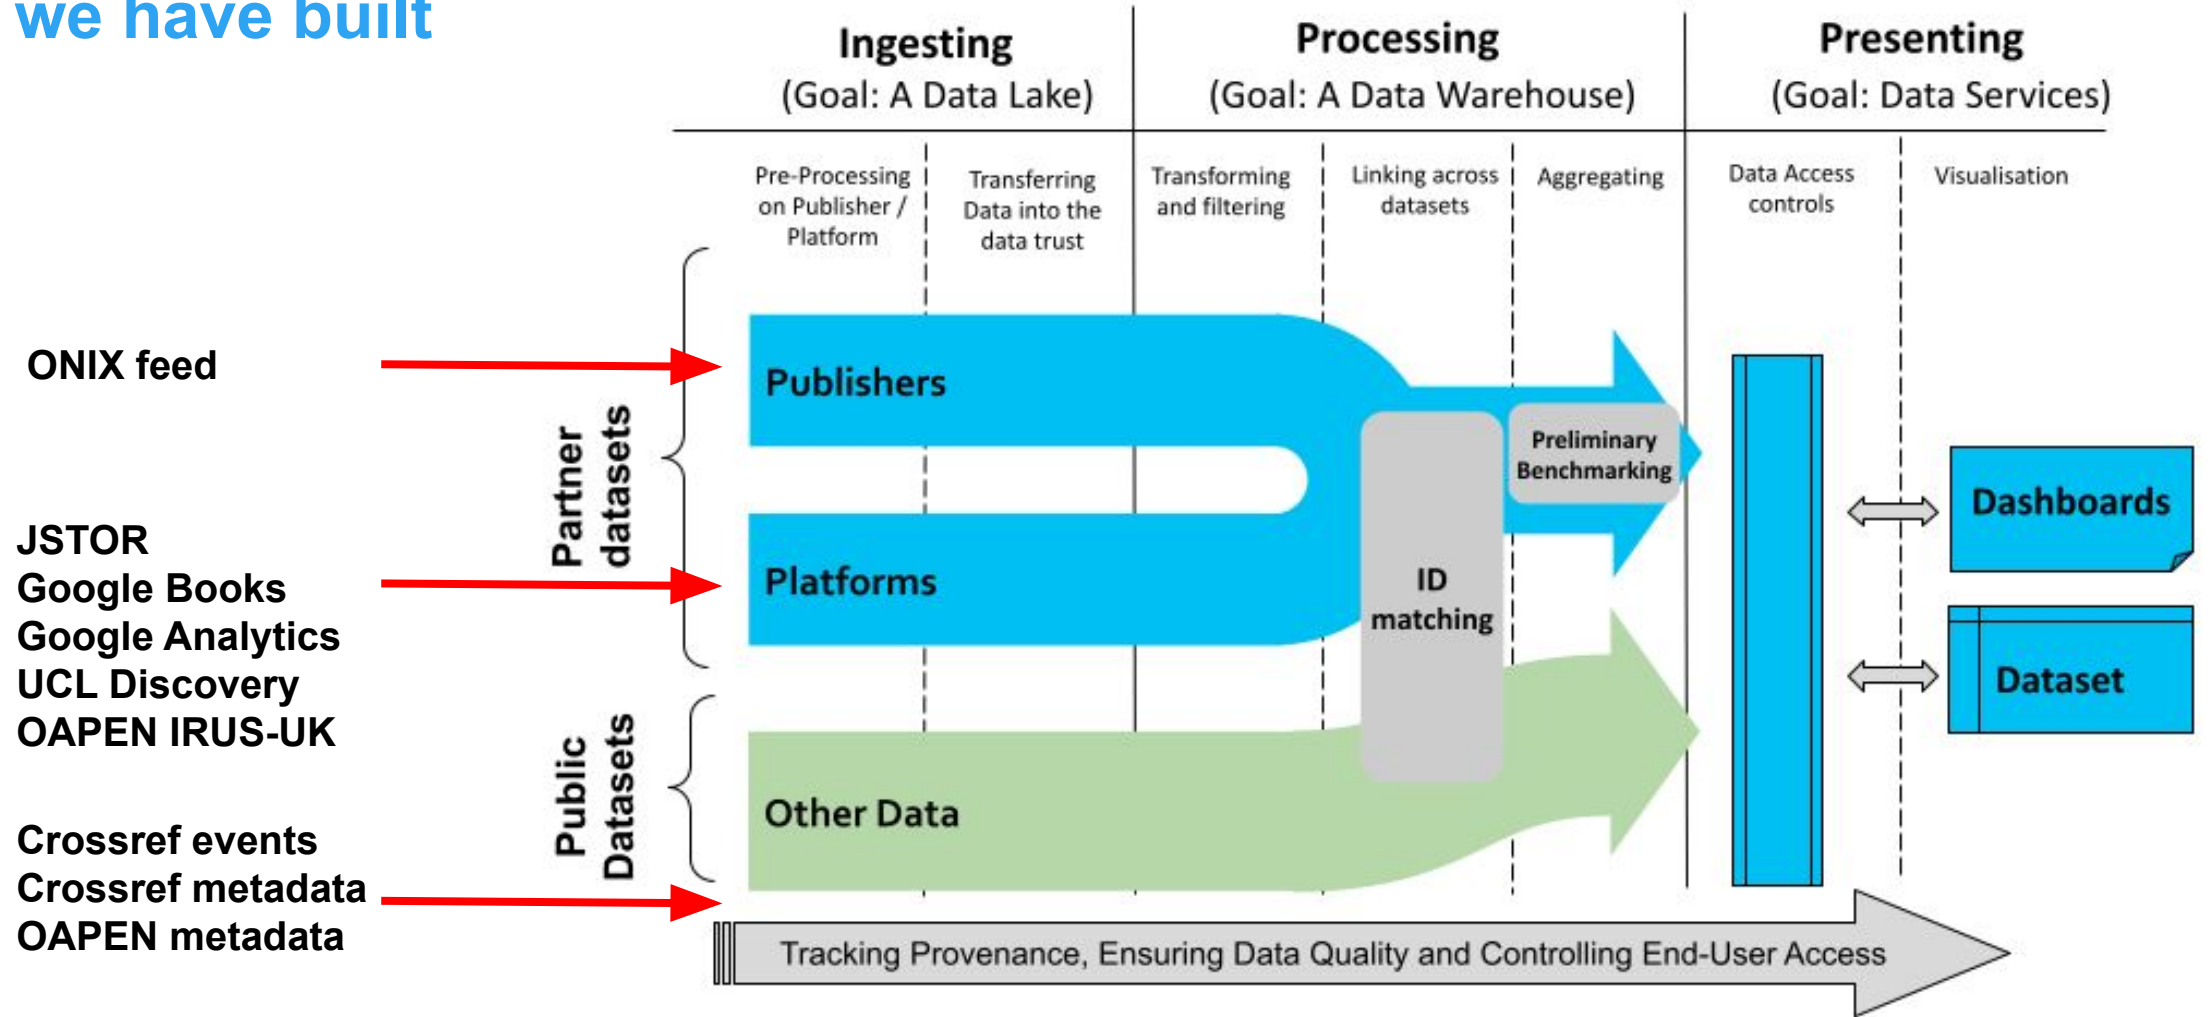 we have built
Ingesting
(Goal: A Data Lake)
Processing
(Goal: A Data Warehouse)
Presenting
(Goal: Data Services)
Pre-Processing
on Publisher /
Platform
Transferring
Data into the
data trust
Transforming
and filtering
Linking across
datasets
Aggregating
Data Access
controls
Visualisation
ONIX feed
JSTOR
Google Books
Google Analytics
UCL Discovery
OAPEN IRUS-UK
Crossref events
Crossref metadata
OAPEN metadata
Partner
datasets
Public
Datasets
Publishers
Platforms
Other Data
ID
matching
Preliminary
Benchmarking
Dashboards
Dataset
Tracking Provenance, Ensuring Data Quality and Controlling End-User Access